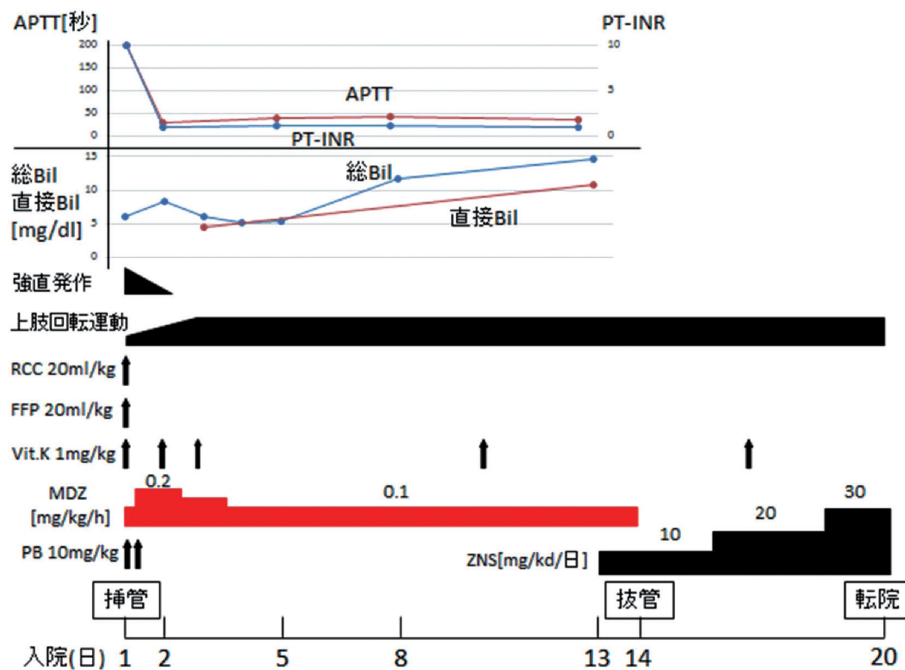 APTT[秒]
PT-INR
200
150
100
50
0
10
5
0
APTT
PT-INR
総Bil
直接Bil
[mg/dl]
15
10
5
0
総Bil
直接Bil
強直発作
上肢回転運動
RCC 20ml/kg
FFP 20ml/kg
Vit.K 1mg/kg
MDZ
[mg/kg/h]
0.2
0.1
PB 10mg/kg
ZNS[mg/kd/日]
10
20
30
挿管
抜管
転院
入院(日) 1 2 5 8 13 14 20